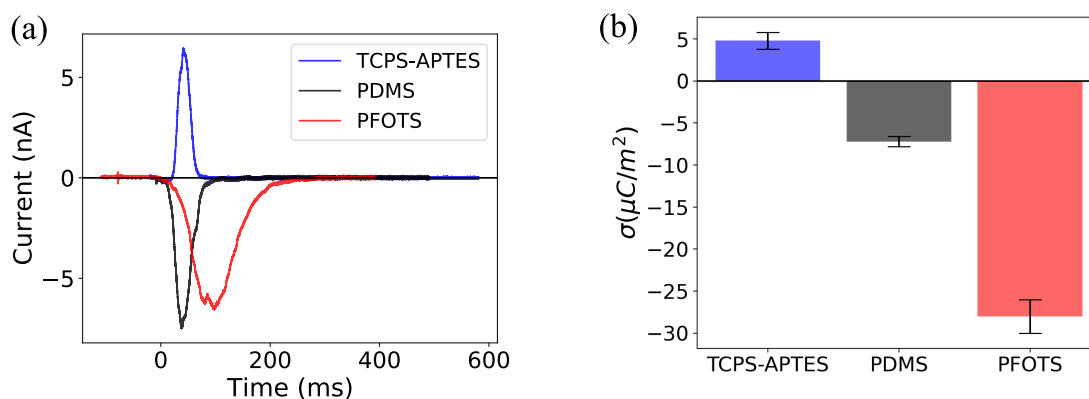 (a)
Current (nA)
5
0
−5
TCPS-APTES
PDMS
PFOTS
0 200 400 600
Time (ms)
(b)
σ(μC/m²)
5
0
−5
−10
−15
−20
−25
−30
TCPS-APTES PDMS PFOTS